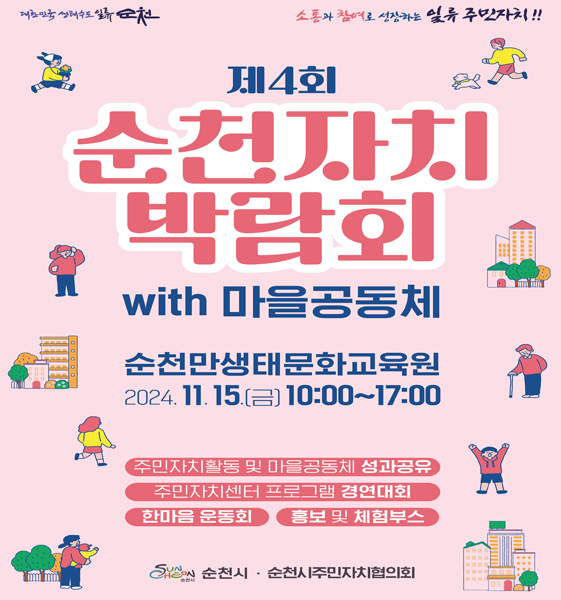 대한민국 생태수도 일류 순천
소통과 참여로 성장하는 일류 주민자치!!
제4회
순천자치
박람회
with 마을공동체
순천만생태문화교육원
2024. 11. 15.(금) 10:00~17:00
주민자치활동 및 마을공동체 성과공유
주민자치센터 프로그램 경연대회
한마음 운동회 홍보 및 체험부스
SUNCHEON 순천시 순천시 · 순천시주민자치협의회